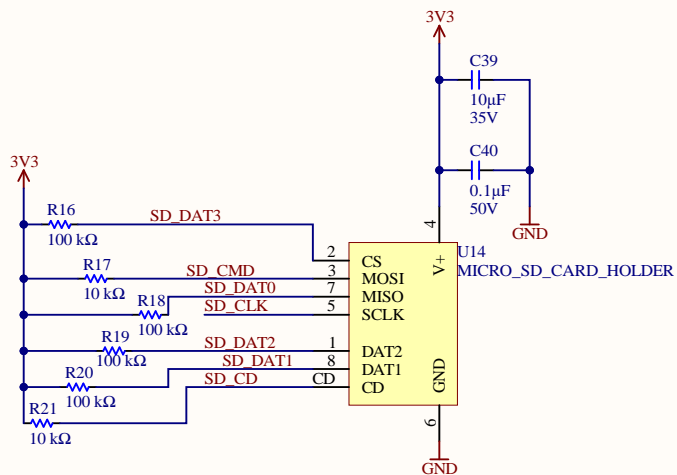 3V3
C39
10µF
35V
C40
0.1µF
50V
GND
3V3
R16
100 kΩ
SD_DAT3
R17
10 kΩ
SD_CMD
R18
100 kΩ
SD_DAT0
SD_CLK
R19
100 kΩ
SD_DAT2
R20
100 kΩ
SD_DAT1
R21
10 kΩ
SD_CD
U14
MICRO_SD_CARD_HOLDER
4
V+
2 CS
3 MOSI
7 MISO
5 SCLK
1 DAT2
8 DAT1
CD CD
GND
6
GND